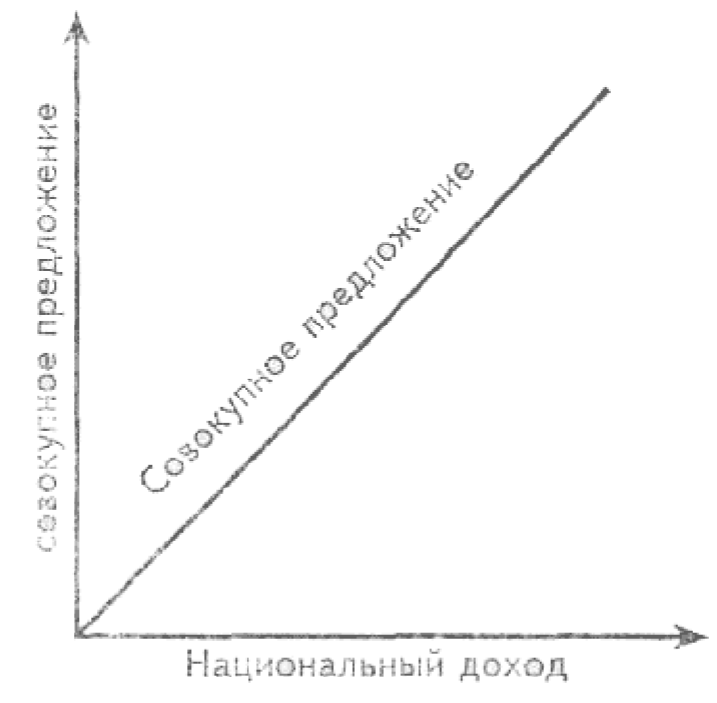 совокупное предложение
Совокупное предложение
Национальный доход